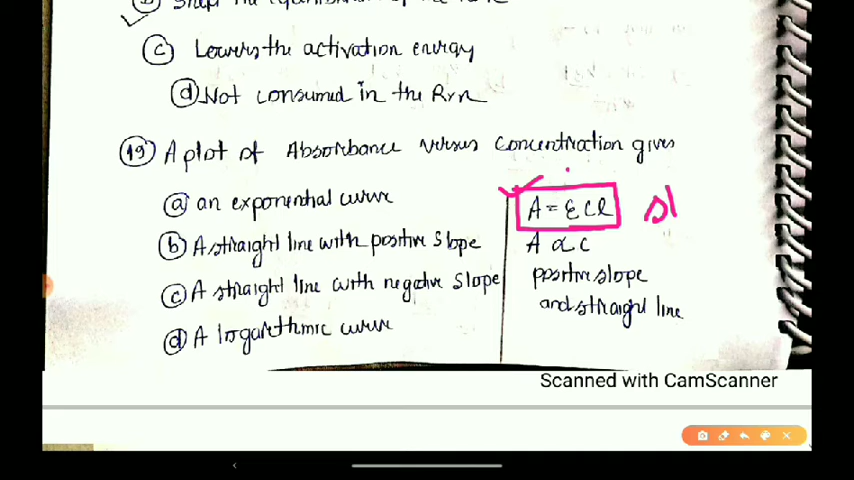 ⓒ Lowers the activation energy
ⓓ Not consumed in the Rxn
⑲ A plot of Absorbance versus concentration gives
ⓐ an exponential curve
A = ε C l
sl
ⓑ A straight line with positive slope
A ∝ C
ⓒ A straight line with negative slope
positive slope
and straight line
ⓓ A logarithmic curve
Scanned with CamScanner